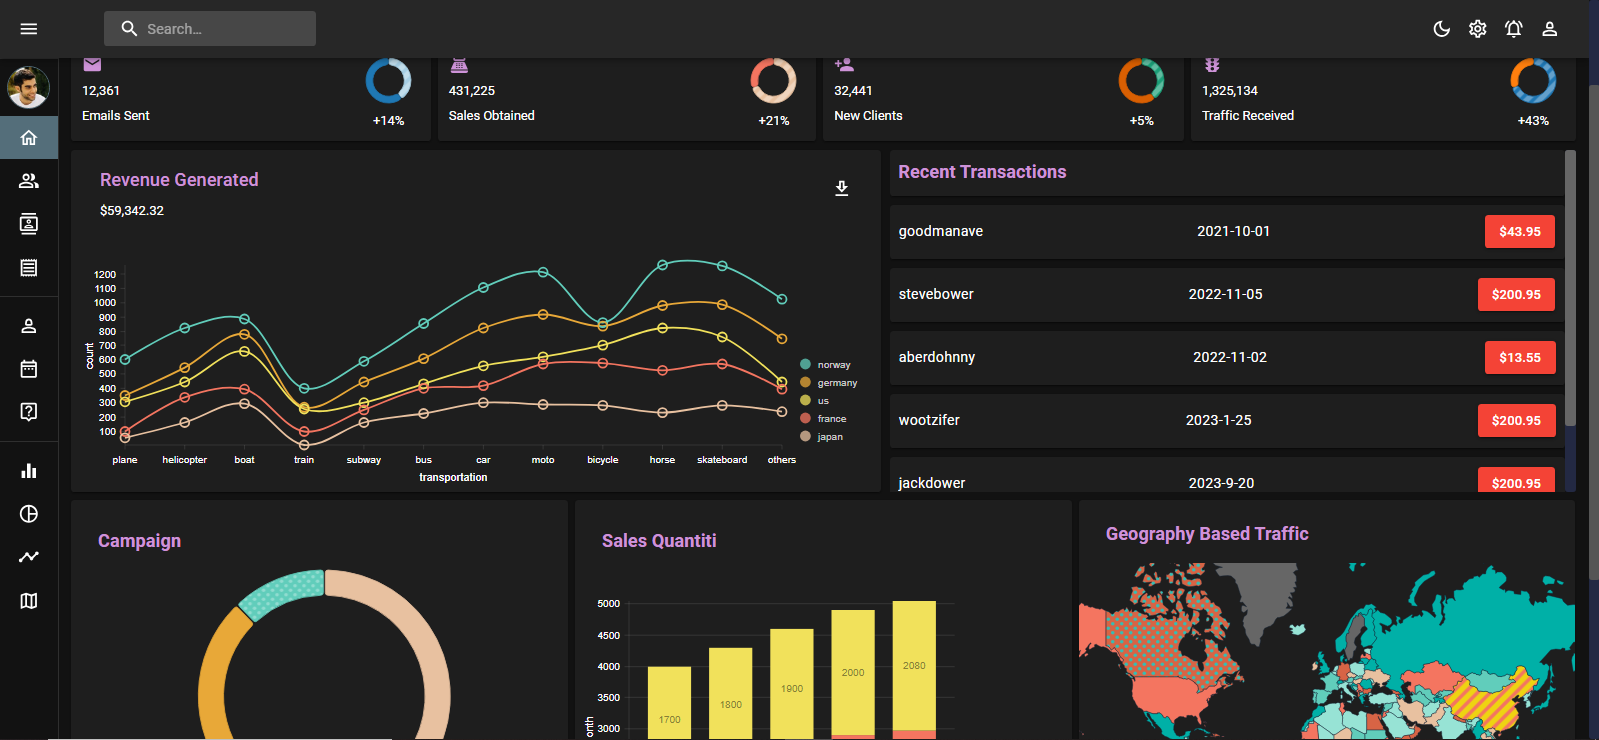 Search...
12,361
Emails Sent
+14%
431,225
Sales Obtained
+21%
32,441
New Clients
+5%
1,325,134
Traffic Received
+43%
Revenue Generated
$59,342.32
1200
1100
1000
900
800
700
600
500
400
300
200
100
count
plane helicopter boat train subway bus car moto bicycle horse skateboard others
transportation
norway
germany
us
france
japan
Recent Transactions
goodmanave 2021-10-01 $43.95
stevebower 2022-11-05 $200.95
aberdohnny 2022-11-02 $13.55
wootzifer 2023-1-25 $200.95
jackdower 2023-9-20 $200.95
Campaign
Sales Quantiti
5000
4500
4000
3500
3000
1700
1800
1900
2000
2080
Geography Based Traffic